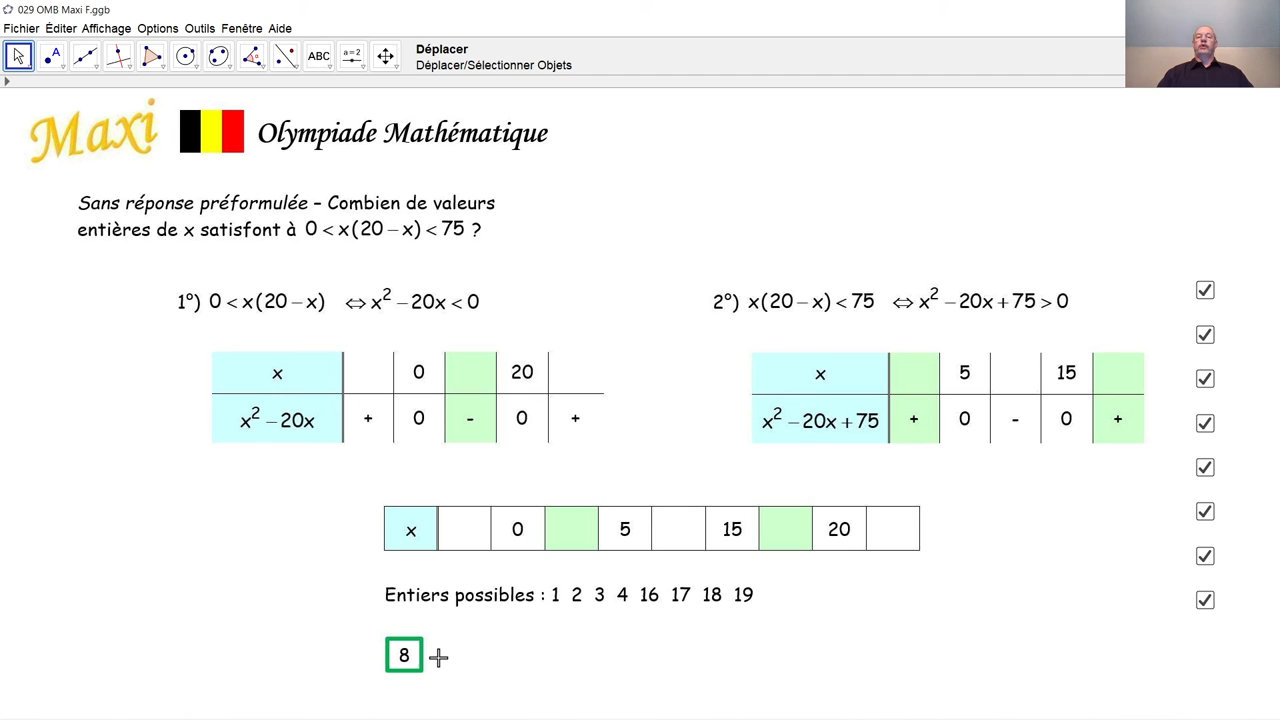 029 OMB Maxi F.ggb
Fichier Éditer Affichage Options Outils Fenêtre Aide
A ABC a=2 Déplacer
Déplacer/Sélectionner Objets
Maxi Olympiade Mathématique
Sans réponse préformulée – Combien de valeurs
entières de x satisfont à 0 < x(20 − x) < 75 ?
1°) 0 < x(20 − x) ⇔ x² − 20x < 0
2°) x(20 − x) < 75 ⇔ x² − 20x + 75 > 0
x 0 20
x² − 20x + 0 - 0 +
x 5 15
x² − 20x + 75 + 0 - 0 +
x 0 5 15 20
Entiers possibles : 1 2 3 4 16 17 18 19
8